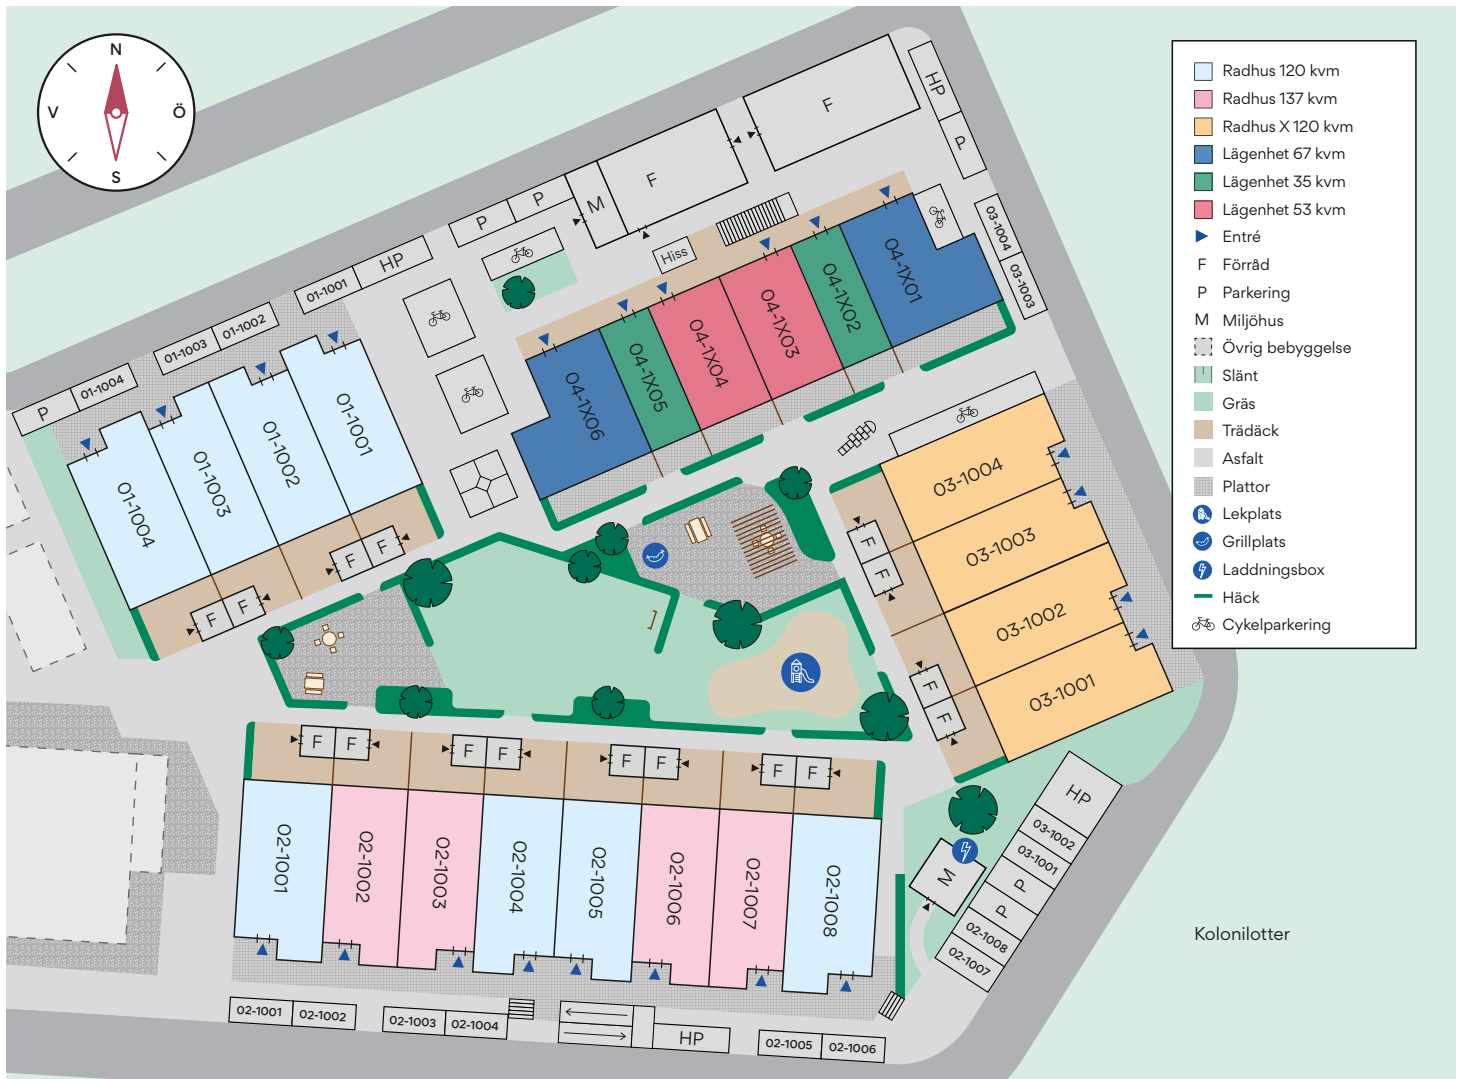 N
V
Ö
S
Radhus 120 kvm
Radhus 137 kvm
Radhus X 120 kvm
Lägenhet 67 kvm
Lägenhet 35 kvm
Lägenhet 53 kvm
Entré
F Förråd
P Parkering
M Miljöhus
Övrig bebyggelse
Slänt
Gräs
Trädäck
Asfalt
Plattor
Lekplats
Grillplats
Laddningsbox
Häck
Cykelparkering
F
HP
P
F
M
P
P
HP
01-1001
01-1002
01-1003
01-1004
P
Hiss
03-1004
03-1003
04-1X01
04-1X02
04-1X03
04-1X04
04-1X05
04-1X06
01-1001
01-1002
01-1003
01-1004
F
F
F
F
03-1004
03-1003
03-1002
03-1001
F
F
F
F
F
F
F
F
F
F
F
F
02-1001
02-1002
02-1003
02-1004
02-1005
02-1006
02-1007
02-1008
HP
03-1002
03-1001
P
P
02-1008
02-1007
M
Kolonilotter
02-1001
02-1002
02-1003
02-1004
HP
02-1005
02-1006